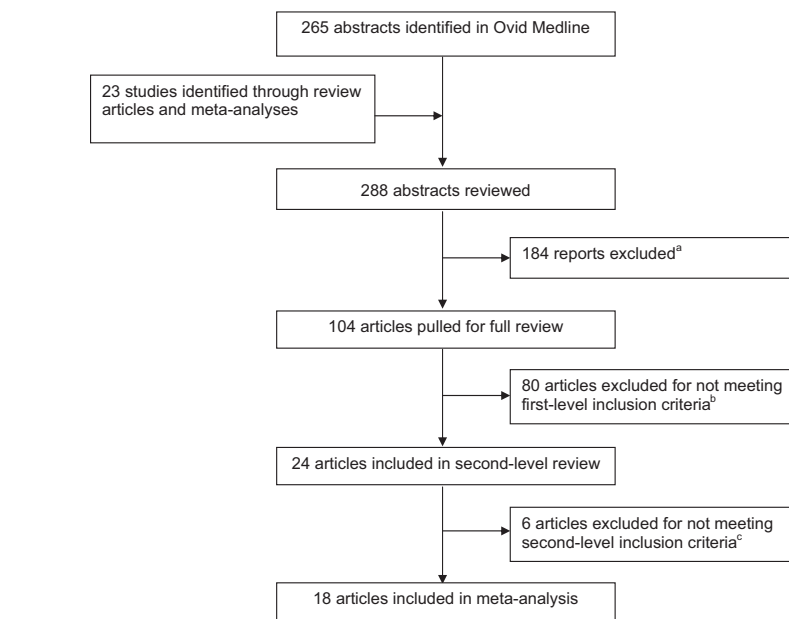 265 abstracts identified in Ovid Medline
23 studies identified through review
articles and meta-analyses
288 abstracts reviewed
184 reports excludedª
104 articles pulled for full review
80 articles excluded for not meeting
first-level inclusion criteriaᵇ
24 articles included in second-level review
6 articles excluded for not meeting
second-level inclusion criteriaᶜ
18 articles included in meta-analysis